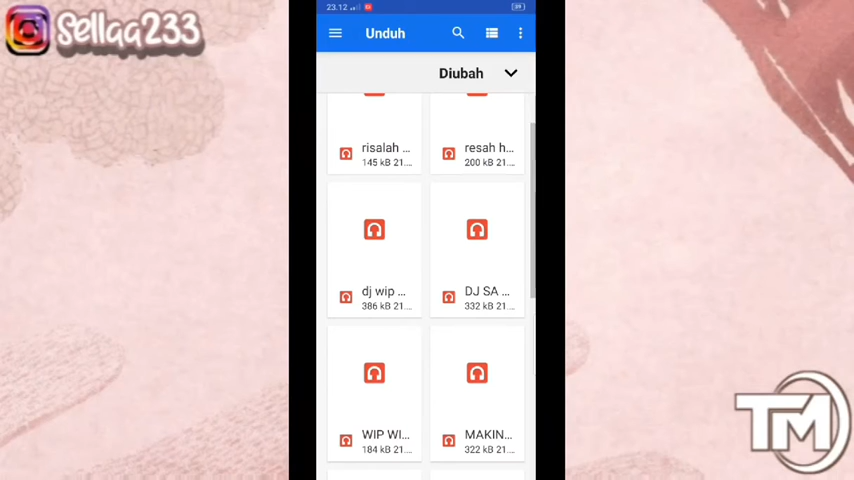 Sellaa233
23.12
89
Unduh
Diubah
risalah ...
145 kB 21....
resah h...
200 kB 21....
dj wip ...
386 kB 21....
DJ SA ...
332 kB 21....
WIP WI...
184 kB 21....
MAKIN...
322 kB 21....
TM